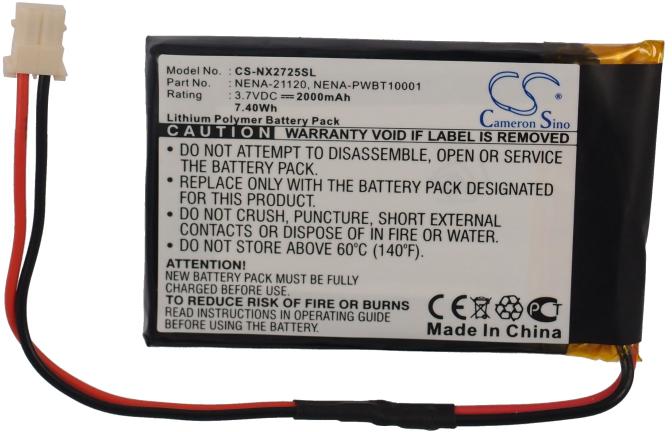 Model No. : CS-NX2725SL
Part No. : NENA-21120, NENA-PWBT10001
Rating : 3.7VDC ⎓ 2000mAh
7.40Wh
Lithium Polymer Battery Pack
CS
Cameron Sino
CAUTION WARRANTY VOID IF LABEL IS REMOVED
• DO NOT ATTEMPT TO DISASSEMBLE, OPEN OR SERVICE
THE BATTERY PACK.
• REPLACE ONLY WITH THE BATTERY PACK DESIGNATED
FOR THIS PRODUCT.
• DO NOT CRUSH, PUNCTURE, SHORT EXTERNAL
CONTACTS OR DISPOSE OF IN FIRE OR WATER.
• DO NOT STORE ABOVE 60°C (140°F).
ATTENTION!
NEW BATTERY PACK MUST BE FULLY
CHARGED BEFORE USING.
TO REDUCE RISK OF FIRE OR BURNS
READ INSTRUCTIONS IN OPERATING GUIDE
BEFORE USING BATTERY PACK.
CE PCT
Made In China